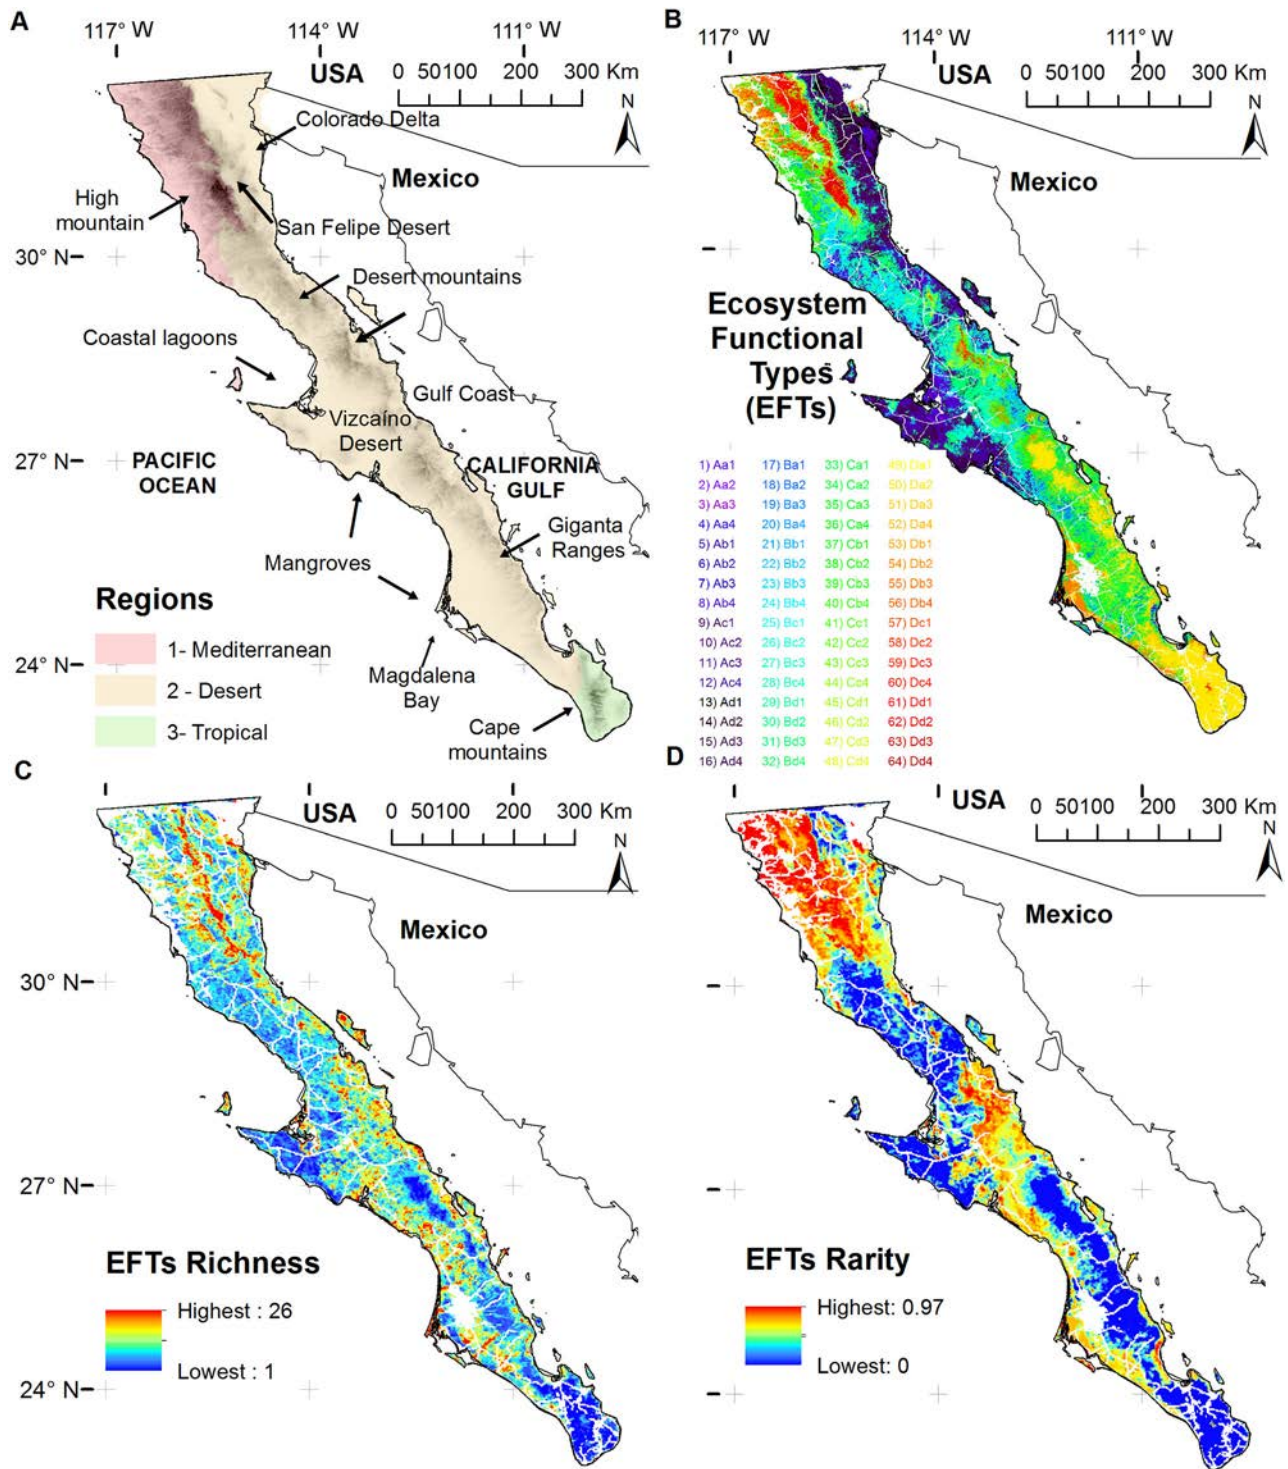 A
117° W
114° W
111° W
USA
0 50100 200 300 Km
N
Colorado Delta
Mexico
High
mountain
San Felipe Desert
30° N
Desert mountains
Coastal lagoons
Gulf Coast
Vizcaíno
Desert
27° N
PACIFIC
OCEAN
CALIFORNIA
GULF
Giganta
Ranges
Mangroves
Regions
1- Mediterranean
2 - Desert
3- Tropical
24° N
Magdalena
Bay
Cape
mountains
B
117° W
114° W
111° W
USA
0 50100 200 300 Km
N
Mexico
Ecosystem
Functional
Types
(EFTs)
1) Aa1 17) Ba1 33) Ca1 49) Da1
2) Aa2 18) Ba2 34) Ca2 50) Da2
3) Aa3 19) Ba3 35) Ca3 51) Da3
4) Aa4 20) Ba4 36) Ca4 52) Da4
5) Ab1 21) Bb1 37) Cb1 53) Db1
6) Ab2 22) Bb2 38) Cb2 54) Db2
7) Ab3 23) Bb3 39) Cb3 55) Db3
8) Ab4 24) Bb4 40) Cb4 56) Db4
9) Ac1 25) Bc1 41) Cc1 57) Dc1
10) Ac2 26) Bc2 42) Cc2 58) Dc2
11) Ac3 27) Bc3 43) Cc3 59) Dc3
12) Ac4 28) Bc4 44) Cc4 60) Dc4
13) Ad1 29) Bd1 45) Cd1 61) Dd1
14) Ad2 30) Bd2 46) Cd2 62) Dd2
15) Ad3 31) Bd3 47) Cd3 63) Dd3
16) Ad4 32) Bd4 48) Cd4 64) Dd4
C
USA
0 50100 200 300 Km
N
Mexico
30° N
27° N
EFTs Richness
Highest : 26
Lowest : 1
24° N
D
USA
0 50100 200 300 Km
N
Mexico
EFTs Rarity
Highest: 0.97
Lowest: 0